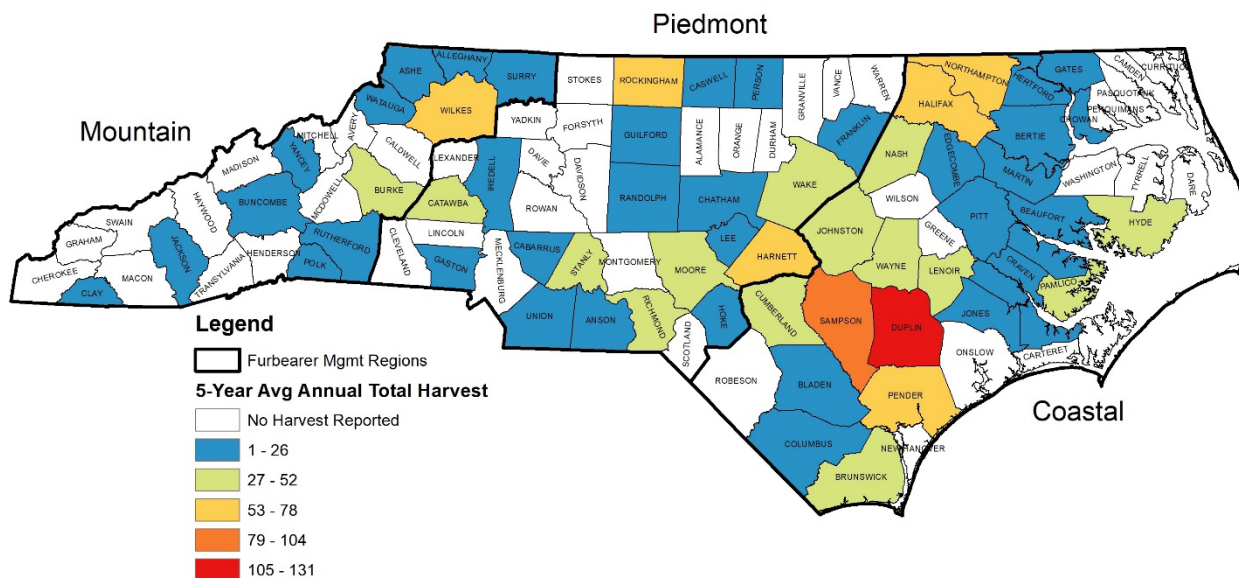 Piedmont
Mountain
Coastal
ALLEGHANY
ASHE
SURRY
STOKES
ROCKINGHAM
CASWELL
PERSON
GRANVILLE
VANCE
WARREN
NORTHAMPTON
HERTFORD
GATES
CAMDEN
CURRITUC
PASQUOTANK
PERQUIMANS
CHOWAN
HALIFAX
BERTIE
WATAUGA
WILKES
YADKIN
FORSYTH
GUILFORD
ALAMANCE
ORANGE
DURHAM
FRANKLIN
NASH
EDGECOMBE
MARTIN
WASHINGTON
TYRRELL
DARE
MITCHELL
AVERY
CALDWELL
LEXANDER
IREDELL
DAVIE
DAVIDSON
MADISON
YANCEY
BURKE
CATAWBA
ROWAN
RANDOLPH
CHATHAM
WAKE
WILSON
PITT
BEAUFORT
HYDE
HAYWOOD
BUNCOMBE
MCDOWELL
SWAIN
GRAHAM
CHEROKEE
MACON
CLAY
JACKSON
TRANSYLVANIA
HENDERSON
RUTHERFORD
POLK
CLEVELAND
LINCOLN
GASTON
MECKLENBURG
CABARRUS
STANLY
MONTGOMERY
MOORE
LEE
HARNETT
JOHNSTON
WAYNE
GREENE
LENOIR
CRAVEN
PAMLICO
JONES
CARTERET
ONSLOW
UNION
ANSON
RICHMOND
SCOTLAND
HOKE
CUMBERLAND
SAMPSON
DUPLIN
ROBESON
BLADEN
PENDER
COLUMBUS
NEW HANOVER
BRUNSWICK
Legend
Furbearer Mgmt Regions
5-Year Avg Annual Total Harvest
No Harvest Reported
1 - 26
27 - 52
53 - 78
79 - 104
105 - 131